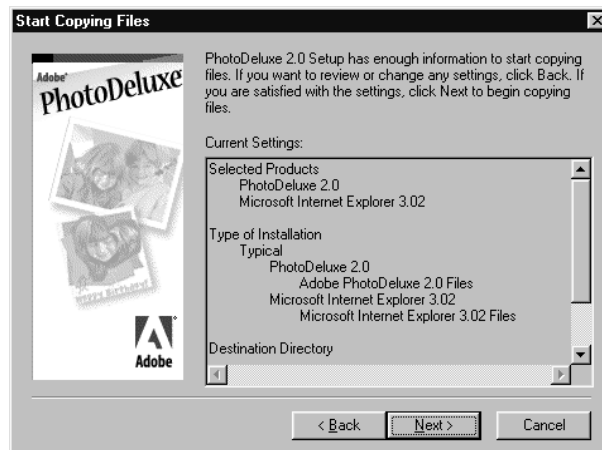 Start Copying Files
Adobe
PhotoDeluxe
HAPPY BIRTHDAY!
Adobe
PhotoDeluxe 2.0 Setup has enough information to start copying
files. If you want to review or change any settings, click Back. If
you are satisfied with the settings, click Next to begin copying
files.
Current Settings:
Selected Products
PhotoDeluxe 2.0
Microsoft Internet Explorer 3.02
Type of Installation
Typical
PhotoDeluxe 2.0
Adobe PhotoDeluxe 2.0 Files
Microsoft Internet Explorer 3.02
Microsoft Internet Explorer 3.02 Files
Destination Directory
< Back
Next >
Cancel